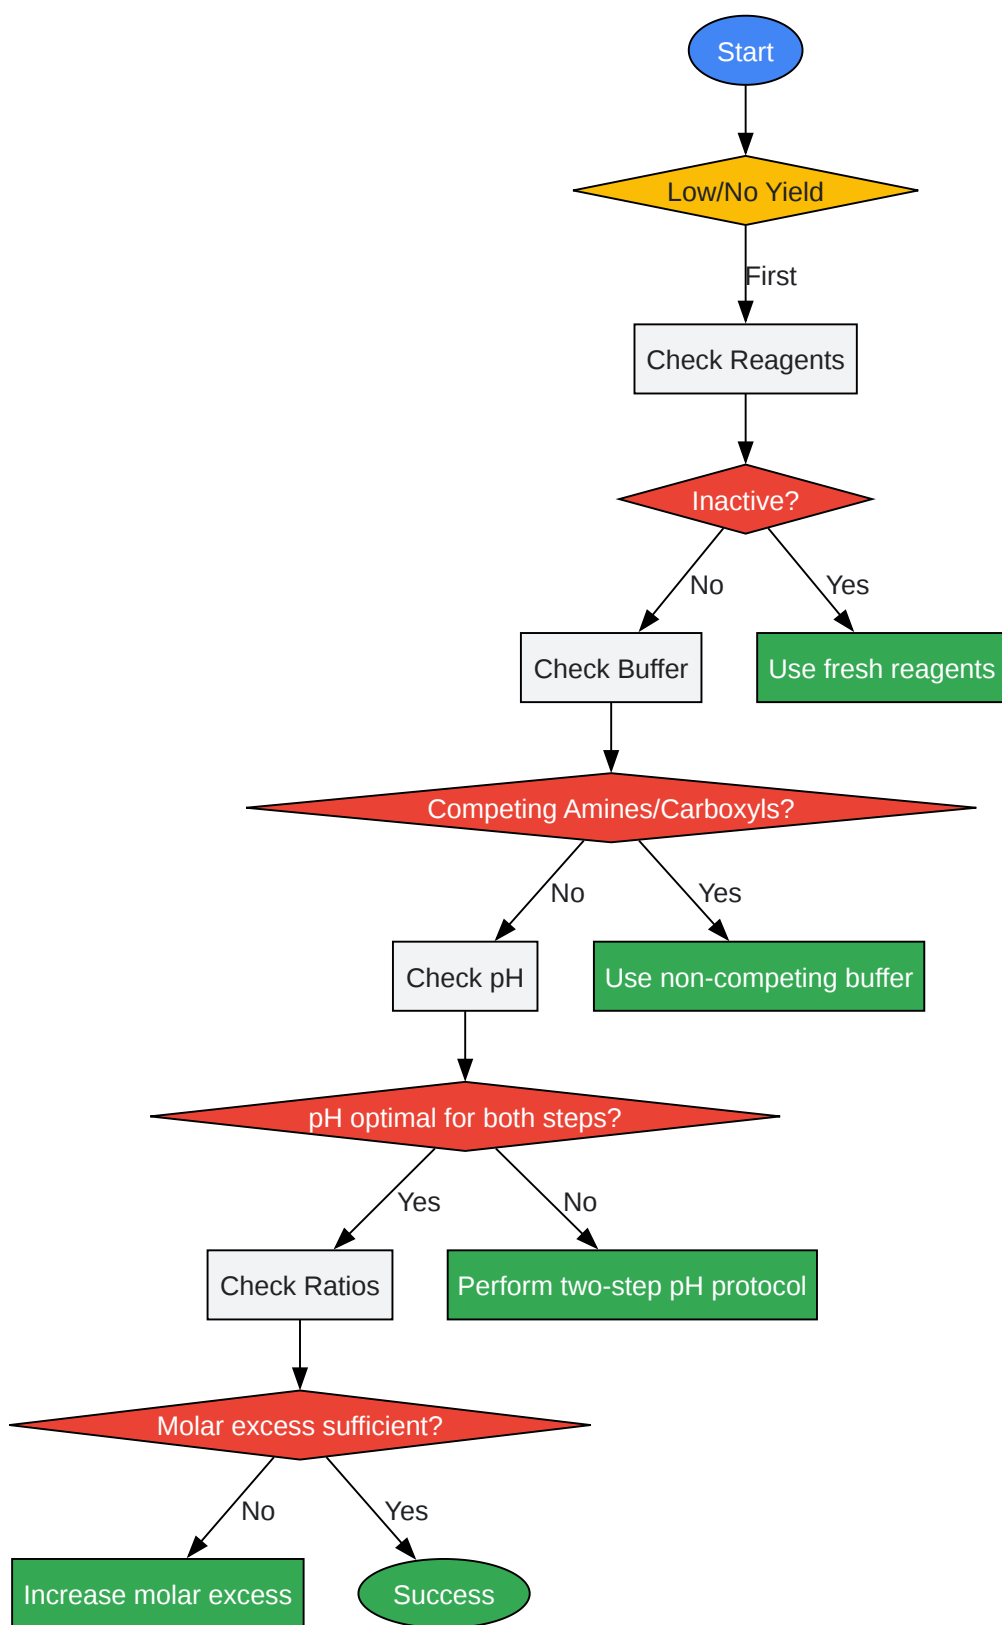 Start
Low/No Yield
First
Check Reagents
Inactive?
No
Yes
Check Buffer
Use fresh reagents
Competing Amines/Carboxyls?
No
Yes
Check pH
Use non-competing buffer
pH optimal for both steps?
Yes
No
Check Ratios
Perform two-step pH protocol
Molar excess sufficient?
No
Yes
Increase molar excess
Success